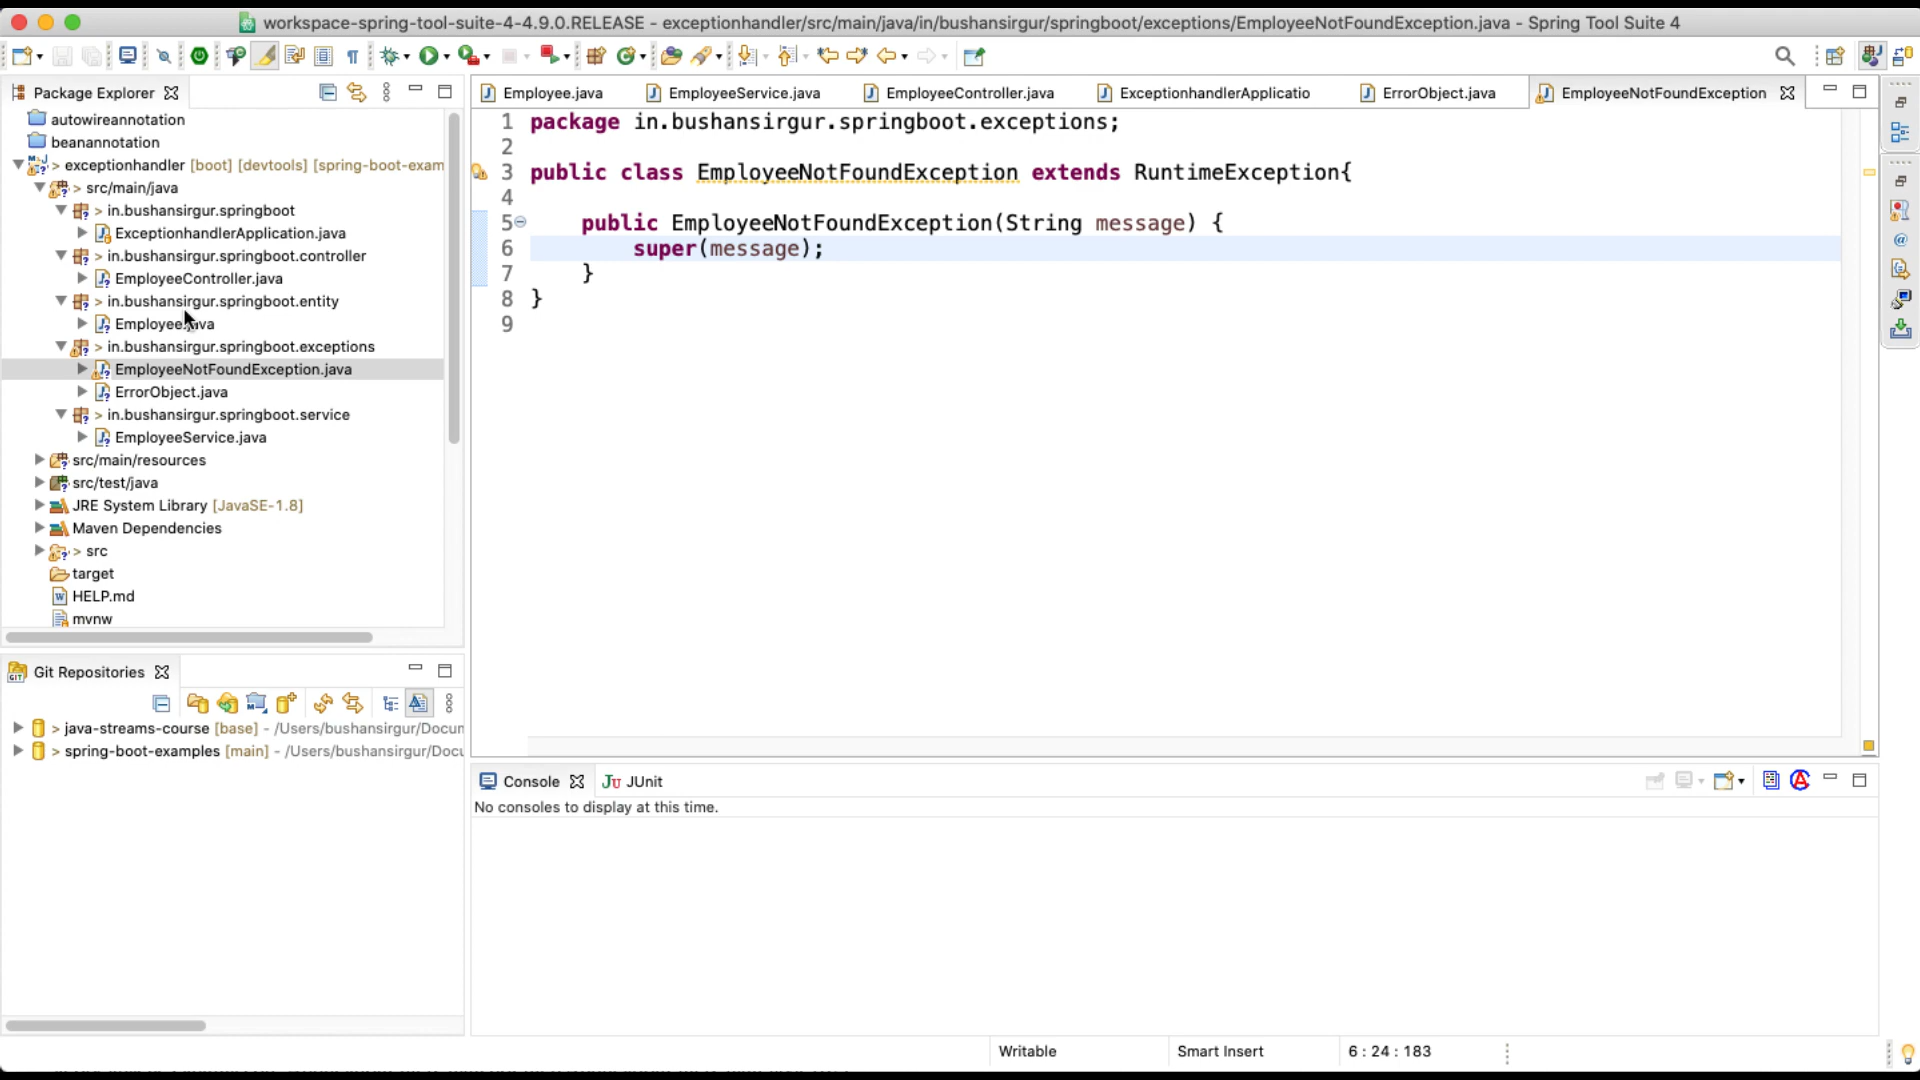 workspace-spring-tool-suite-4-4.9.0.RELEASE - exceptionhandler/src/main/java/in/bushansirgur/springboot/exceptions/EmployeeNotFoundException.java - Spring Tool Suite 4
Package Explorer
autowireannotation
beanannotation
> exceptionhandler [boot] [devtools] [spring-boot-exam
> src/main/java
> in.bushansirgur.springboot
ExceptionhandlerApplication.java
> in.bushansirgur.springboot.controller
EmployeeController.java
> in.bushansirgur.springboot.entity
> in.bushansirgur.springboot.exceptions
EmployeeNotFoundException.java
ErrorObject.java
> in.bushansirgur.springboot.service
EmployeeService.java
src/main/resources
src/test/java
JRE System Library [JavaSE-1.8]
Maven Dependencies
> src
target
HELP.md
mvnw
Git Repositories
> java-streams-course [base] - /Users/bushansirgur/Docum
> spring-boot-examples [main] - /Users/bushansirgur/Docu
Employee.java EmployeeService.java EmployeeController.java ExceptionhandlerApplicatio ErrorObject.java EmployeeNotFoundException
1 package in.bushansirgur.springboot.exceptions;
2
3 public class EmployeeNotFoundException extends RuntimeException{
4
5 public EmployeeNotFoundException(String message) {
6 super(message);
7 }
8 }
9
Console JUnit
No consoles to display at this time.
Writable Smart Insert 6 : 24 : 183